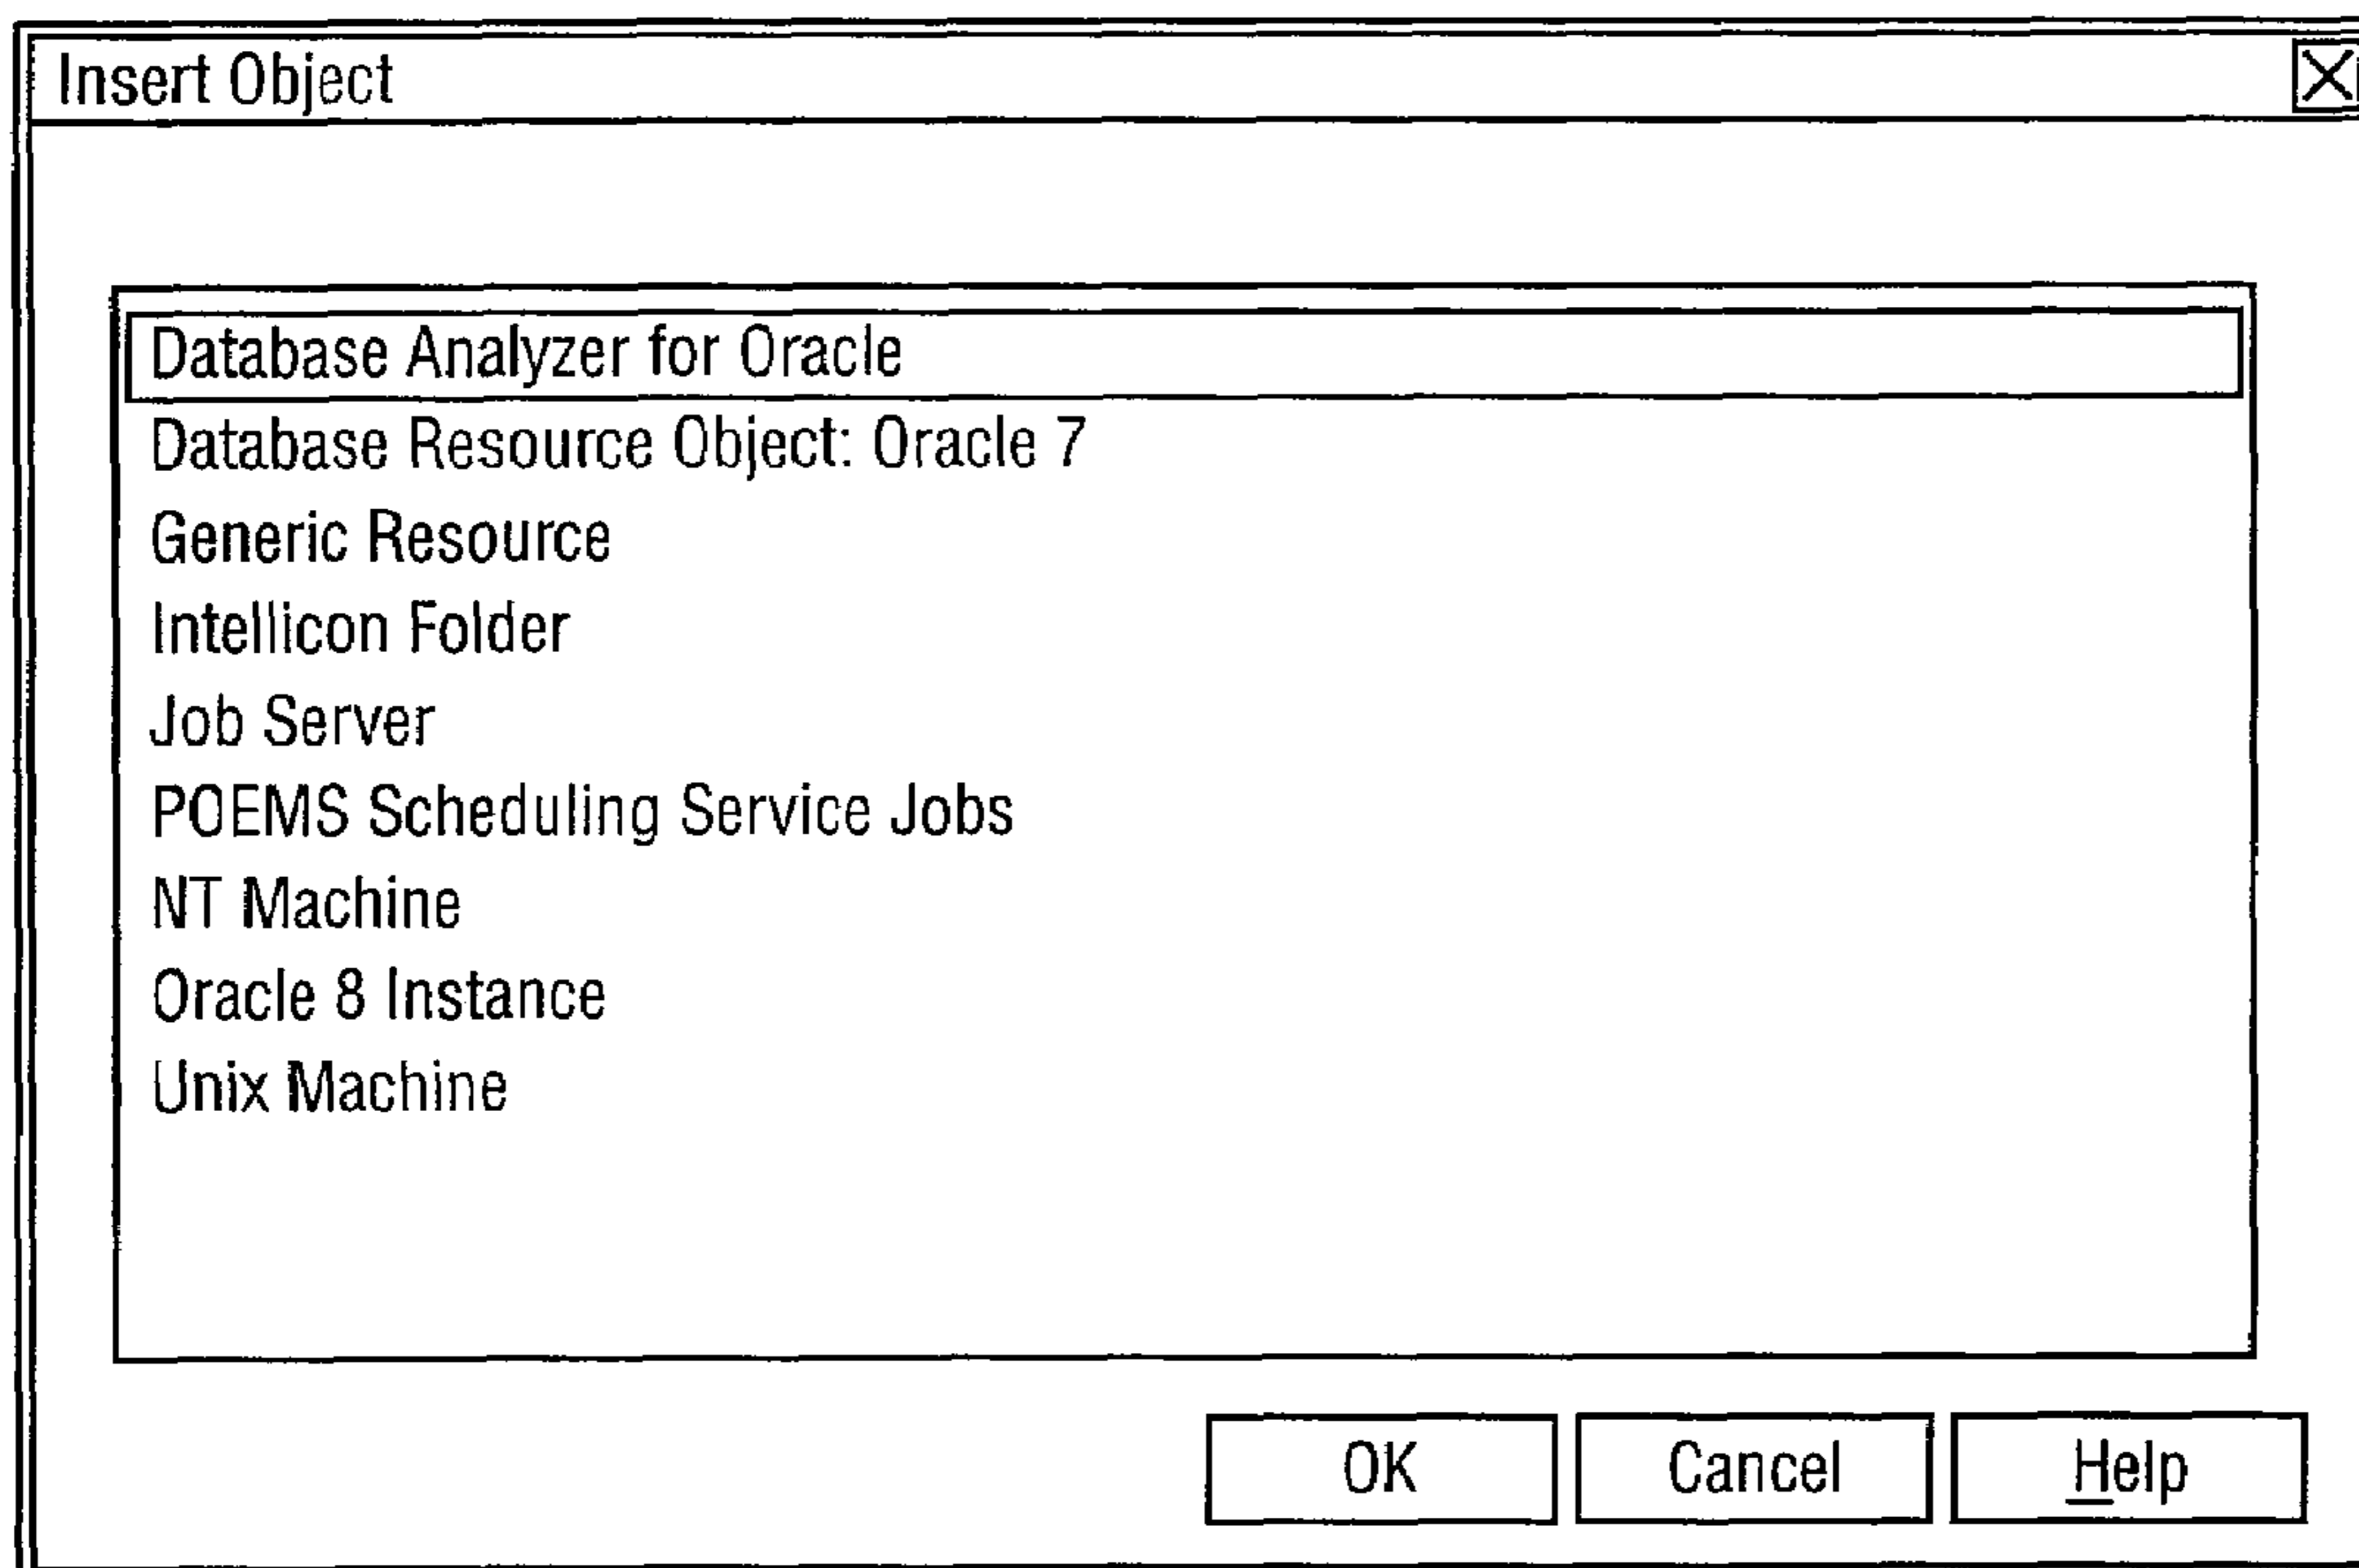 Insert Object
Database Analyzer for Oracle
Database Resource Object: Oracle 7
Generic Resource
Intellicon Folder
Job Server
POEMS Scheduling Service Jobs
NT Machine
Oracle 8 Instance
Unix Machine
OK Cancel Help